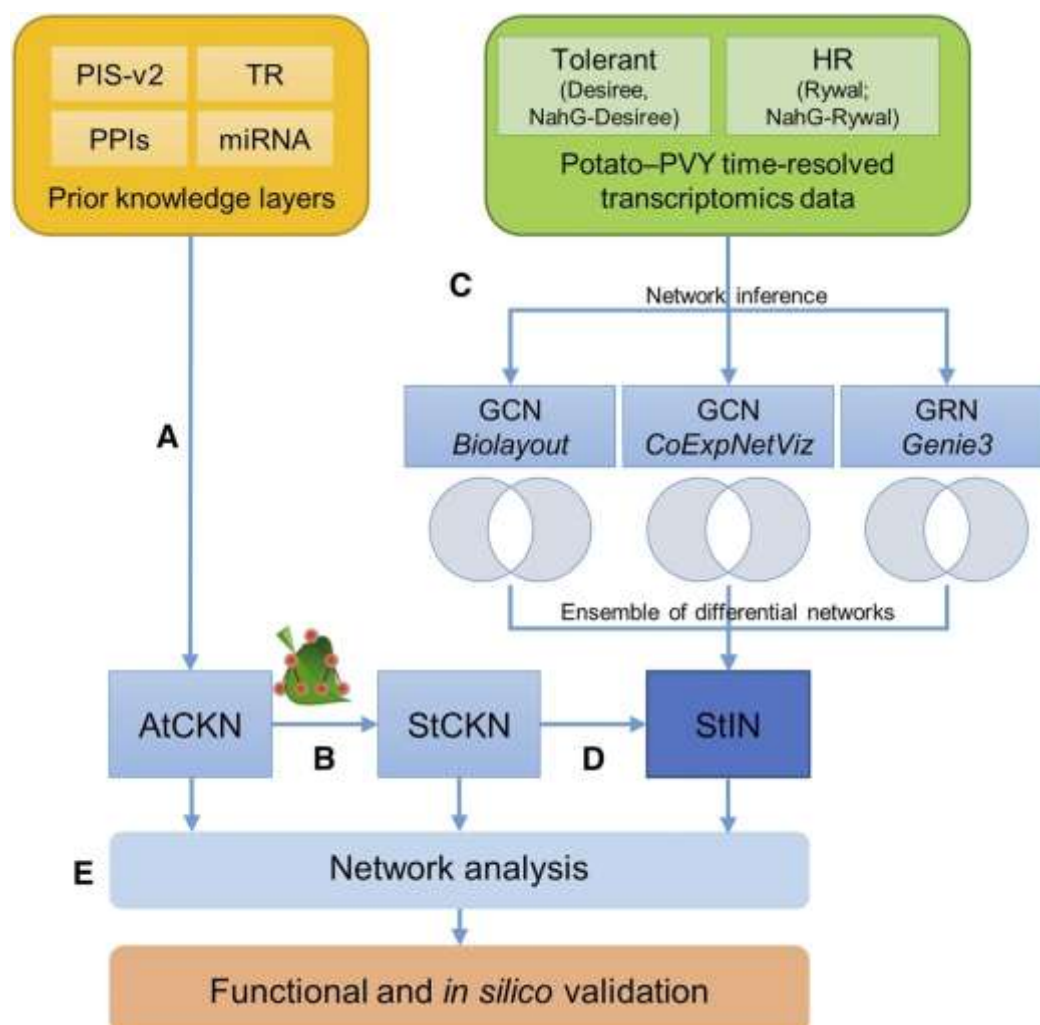 PIS-v2
TR
PPIs
miRNA
Prior knowledge layers
Tolerant
(Desiree,
NahG-Desiree)
HR
(Rywal;
NahG-Rywal)
Potato–PVY time-resolved
transcriptomics data
C
Network inference
A
GCN
Biolayout
GCN
CoExpNetViz
GRN
Genie3
Ensemble of differential networks
AtCKN
B
StCKN
D
StIN
E
Network analysis
Functional and in silico validation